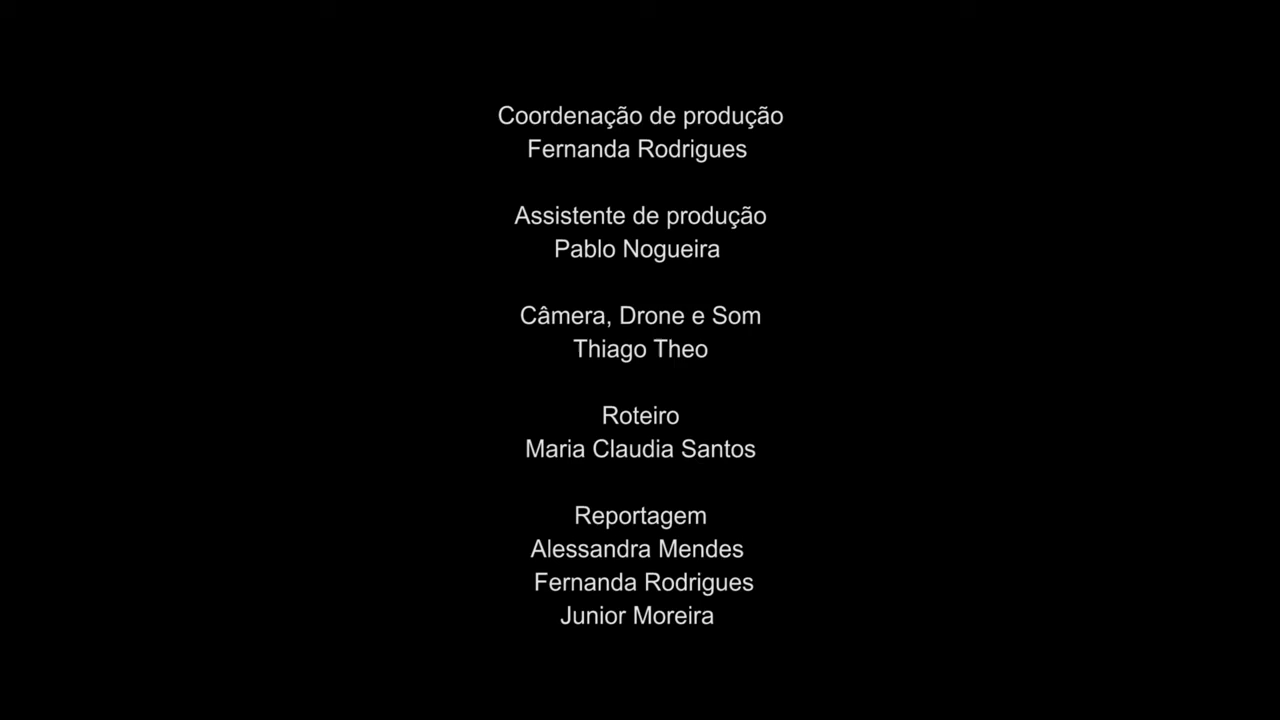 Coordenação de produção
Fernanda Rodrigues
Assistente de produção
Pablo Nogueira
Câmera, Drone e Som
Thiago Theo
Roteiro
Maria Claudia Santos
Reportagem
Alessandra Mendes
Fernanda Rodrigues
Junior Moreira